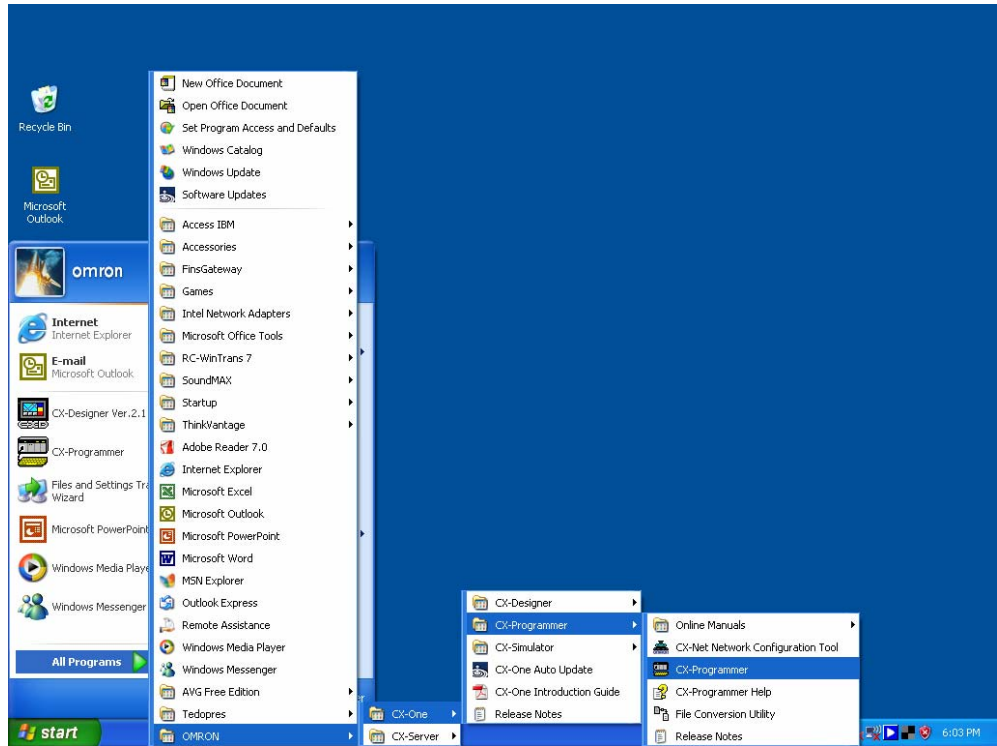 Recycle Bin
Microsoft
Outlook
omron
Internet
Internet Explorer
E-mail
Microsoft Outlook
CX-Designer Ver.2.1
CX-Programmer
Files and Settings Tra
Wizard
Microsoft PowerPoint
Windows Media Playe
Windows Messenger
All Programs
start
New Office Document
Open Office Document
Set Program Access and Defaults
Windows Catalog
Windows Update
Software Updates
Access IBM
Accessories
FinsGateway
Games
Intel Network Adapters
Microsoft Office Tools
RC-WinTrans 7
SoundMAX
Startup
ThinkVantage
Adobe Reader 7.0
Internet Explorer
Microsoft Excel
Microsoft Outlook
Microsoft PowerPoint
Microsoft Word
MSN Explorer
Outlook Express
Remote Assistance
Windows Media Player
Windows Messenger
AVG Free Edition
Tedopres
OMRON
CX-One
CX-Server
CX-Designer
CX-Programmer
CX-Simulator
CX-One Auto Update
CX-One Introduction Guide
Release Notes
Online Manuals
CX-Net Network Configuration Tool
CX-Programmer
CX-Programmer Help
File Conversion Utility
Release Notes
6:03 PM